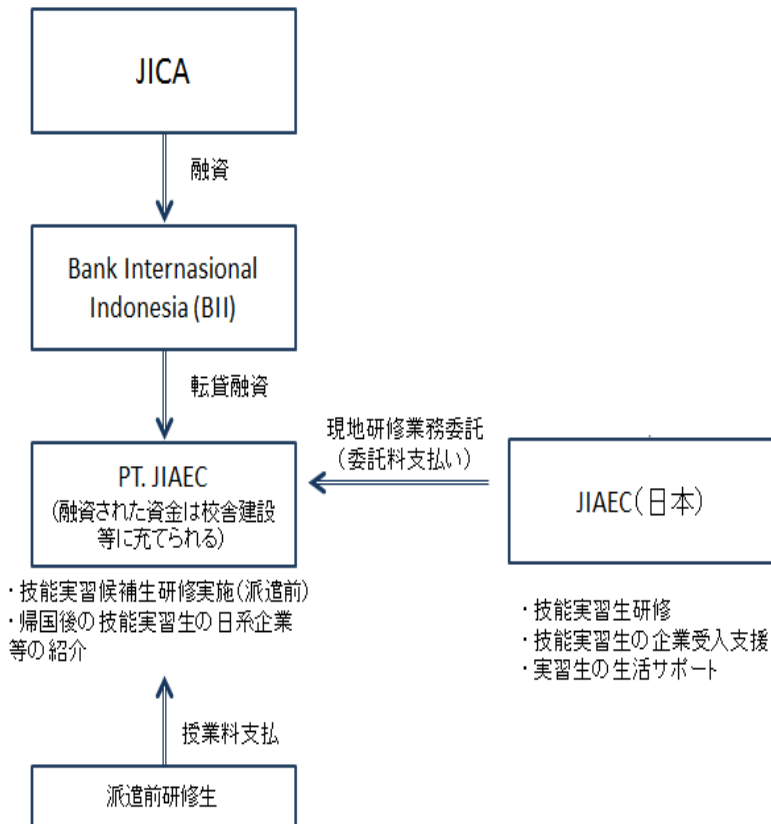 JICA
融資
Bank Internasional
Indonesia (BII)
転貸融資
現地研修業務委託
（委託料支払い）
PT. JIAEC
（融資された資金は校舎建設
等に充てられる）
JIAEC（日本）
・技能実習候補生研修実施（派遣前）
・帰国後の技能実習生の日系企業
等の紹介
・技能実習生研修
・技能実習生の企業受入支援
・実習生の生活サポート
授業料支払
派遣前研修生